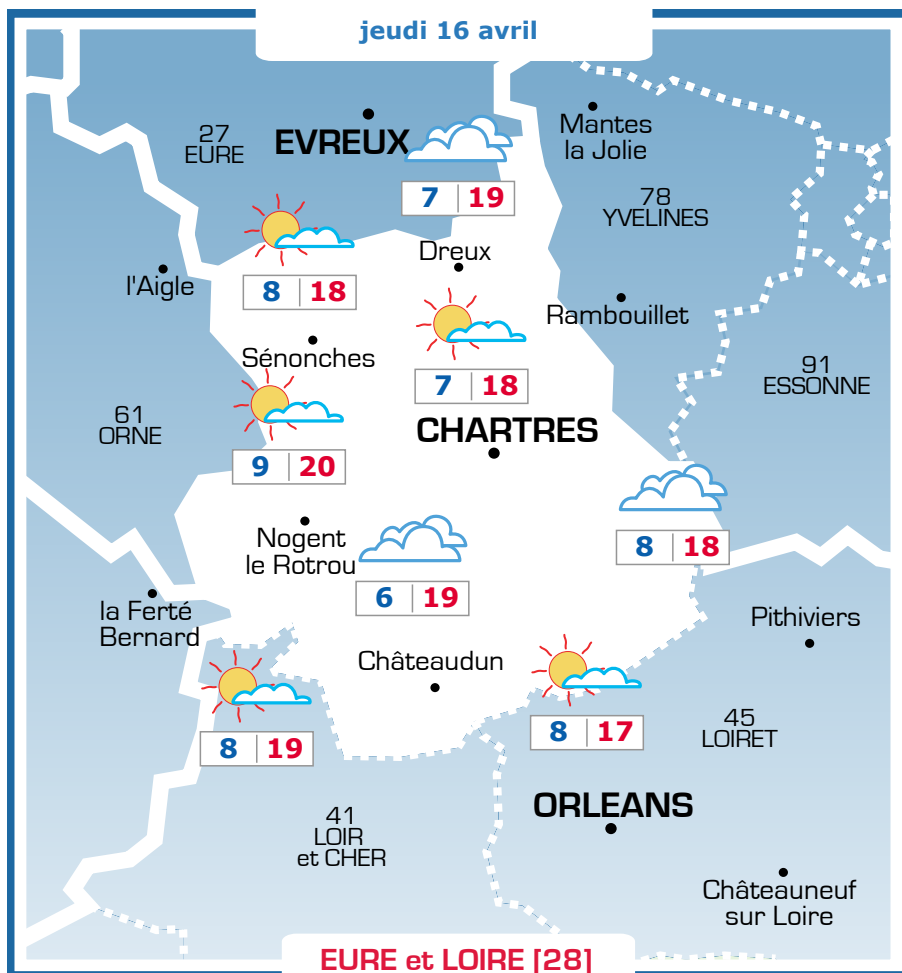 jeudi 16 avril
27
EURE
EVREUX
Mantes
la Jolie
7 19
78
YVELINES
Dreux
l'Aigle
8 18
Rambouillet
Sénonches
91
ESSONNE
7 18
61
ORNE
CHARTRES
9 20
Nogent
le Rotrou
8 18
6 19
la Ferté
Bernard
Pithiviers
Châteaudun
8 19
8 17
45
LOIRET
ORLEANS
41
LOIR
et CHER
Châteauneuf
sur Loire
EURE et LOIRE [28]